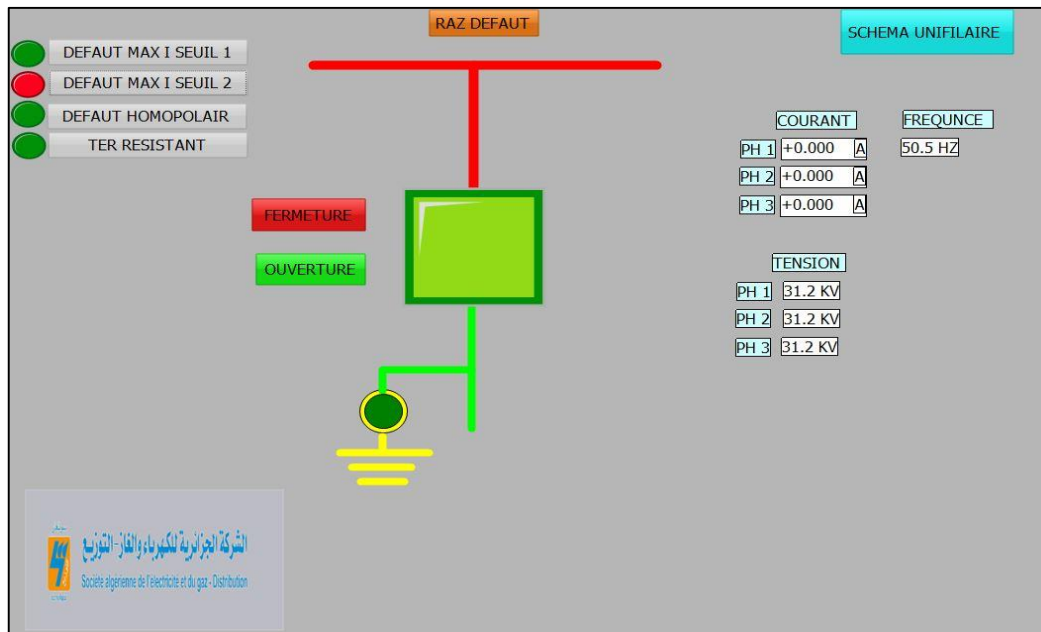 RAZ DEFAUT
SCHEMA UNIFILAIRE
DEFAUT MAX I SEUIL 1
DEFAUT MAX I SEUIL 2
DEFAUT HOMOPOLAIR
TER RESISTANT
COURANT
FREQUNCE
PH 1 +0.000 A
50.5 HZ
PH 2 +0.000 A
PH 3 +0.000 A
FERMETURE
OUVERTURE
TENSION
PH 1 31.2 KV
PH 2 31.2 KV
PH 3 31.2 KV
الشركة الجزائرية للكهرباء والغاز - التوزيع
Société algérienne de l'electricité et du gaz - Distribution